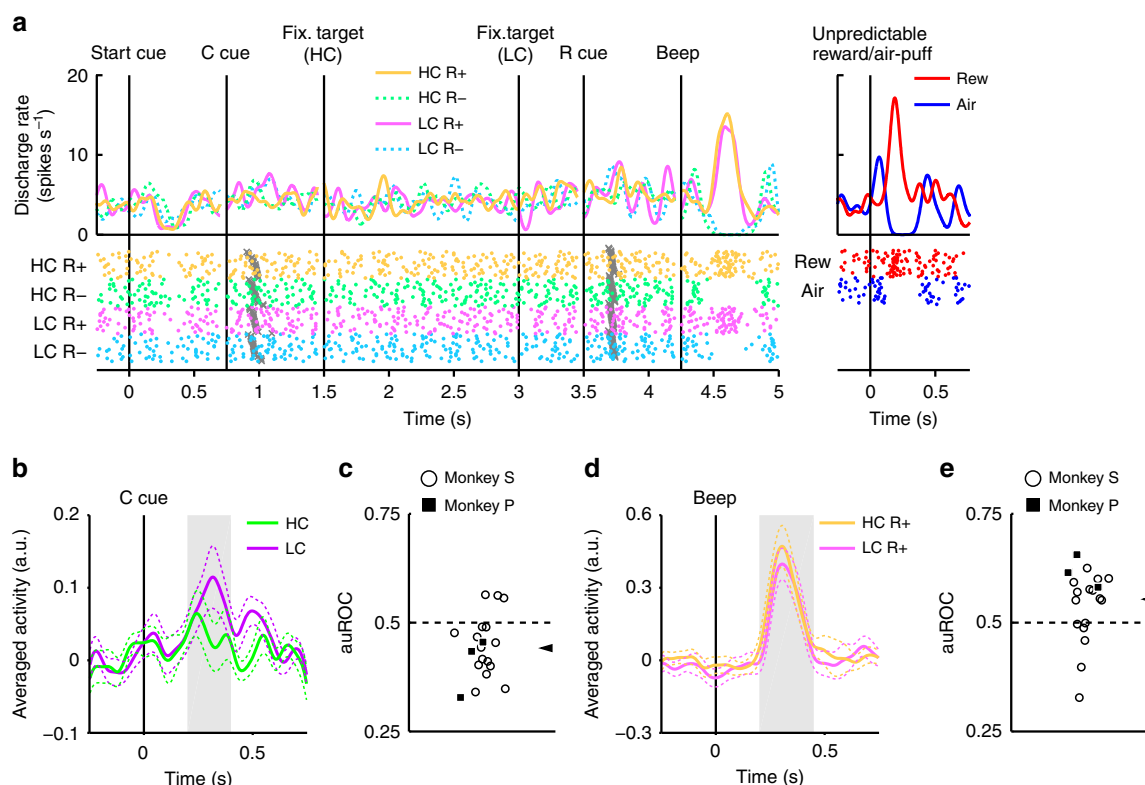 a
Start cue
C cue
Fix. target
(HC)
Fix.target
(LC)
R cue
Beep
Unpredictable
reward/air-puff
HC R+
HC R−
LC R+
LC R−
Rew
Air
20
10
0
Discharge rate
(spikes s−1)
HC R+
HC R−
LC R+
LC R−
Rew
Air
0 0.5 1 1.5 2 2.5 3 3.5 4 4.5 5
Time (s)
0 0.5
Time (s)
b
C cue
HC
LC
0.2
0.1
0
−0.1
Averaged activity (a.u.)
0 0.5
Time (s)
c
Monkey S
Monkey P
0.75
0.5
0.25
auROC
d
Beep
HC R+
LC R+
0.6
0.3
0
−0.3
Averaged activity (a.u.)
0 0.5
Time (s)
e
Monkey S
Monkey P
0.75
0.5
0.25
auROC